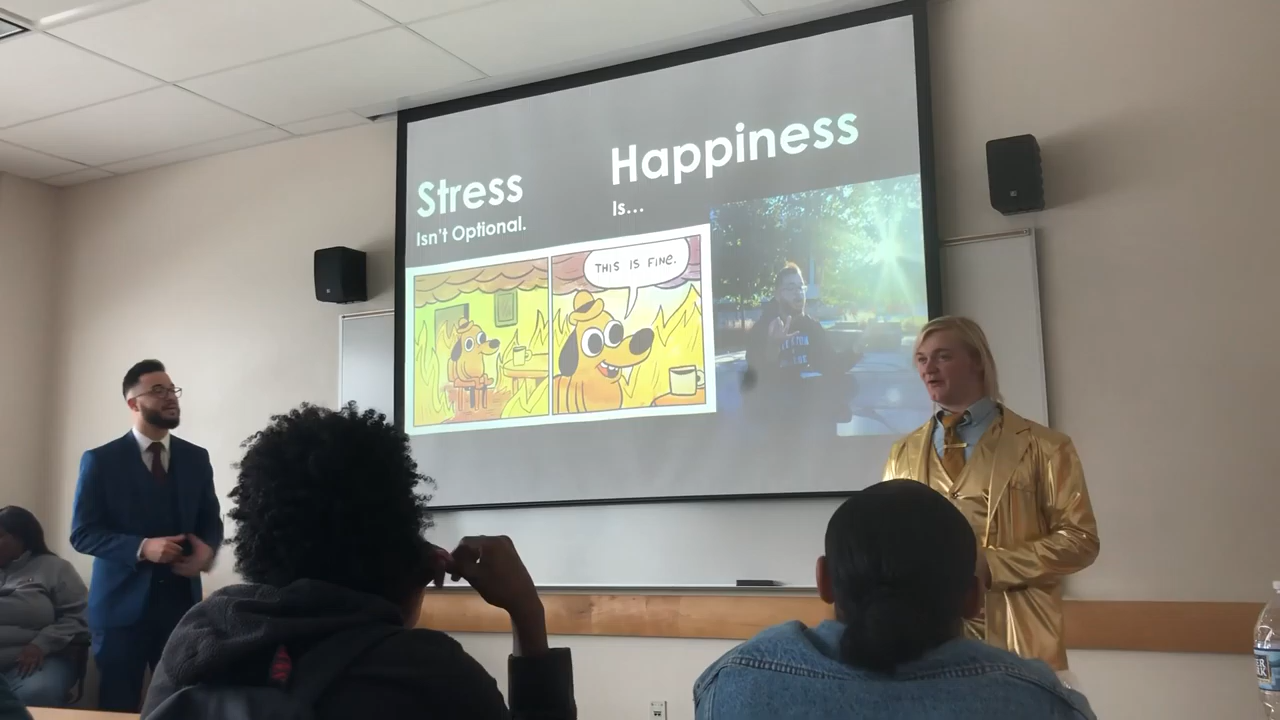 Stress
Isn't Optional.
Happiness
Is...
THIS IS FINE.